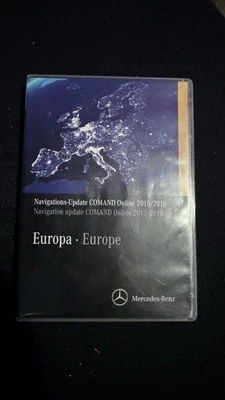 Navigations-Update COMAND Online 2015/2016
Navigation update COMAND Online 2015/2016
Europa · Europe
Mercedes-Benz